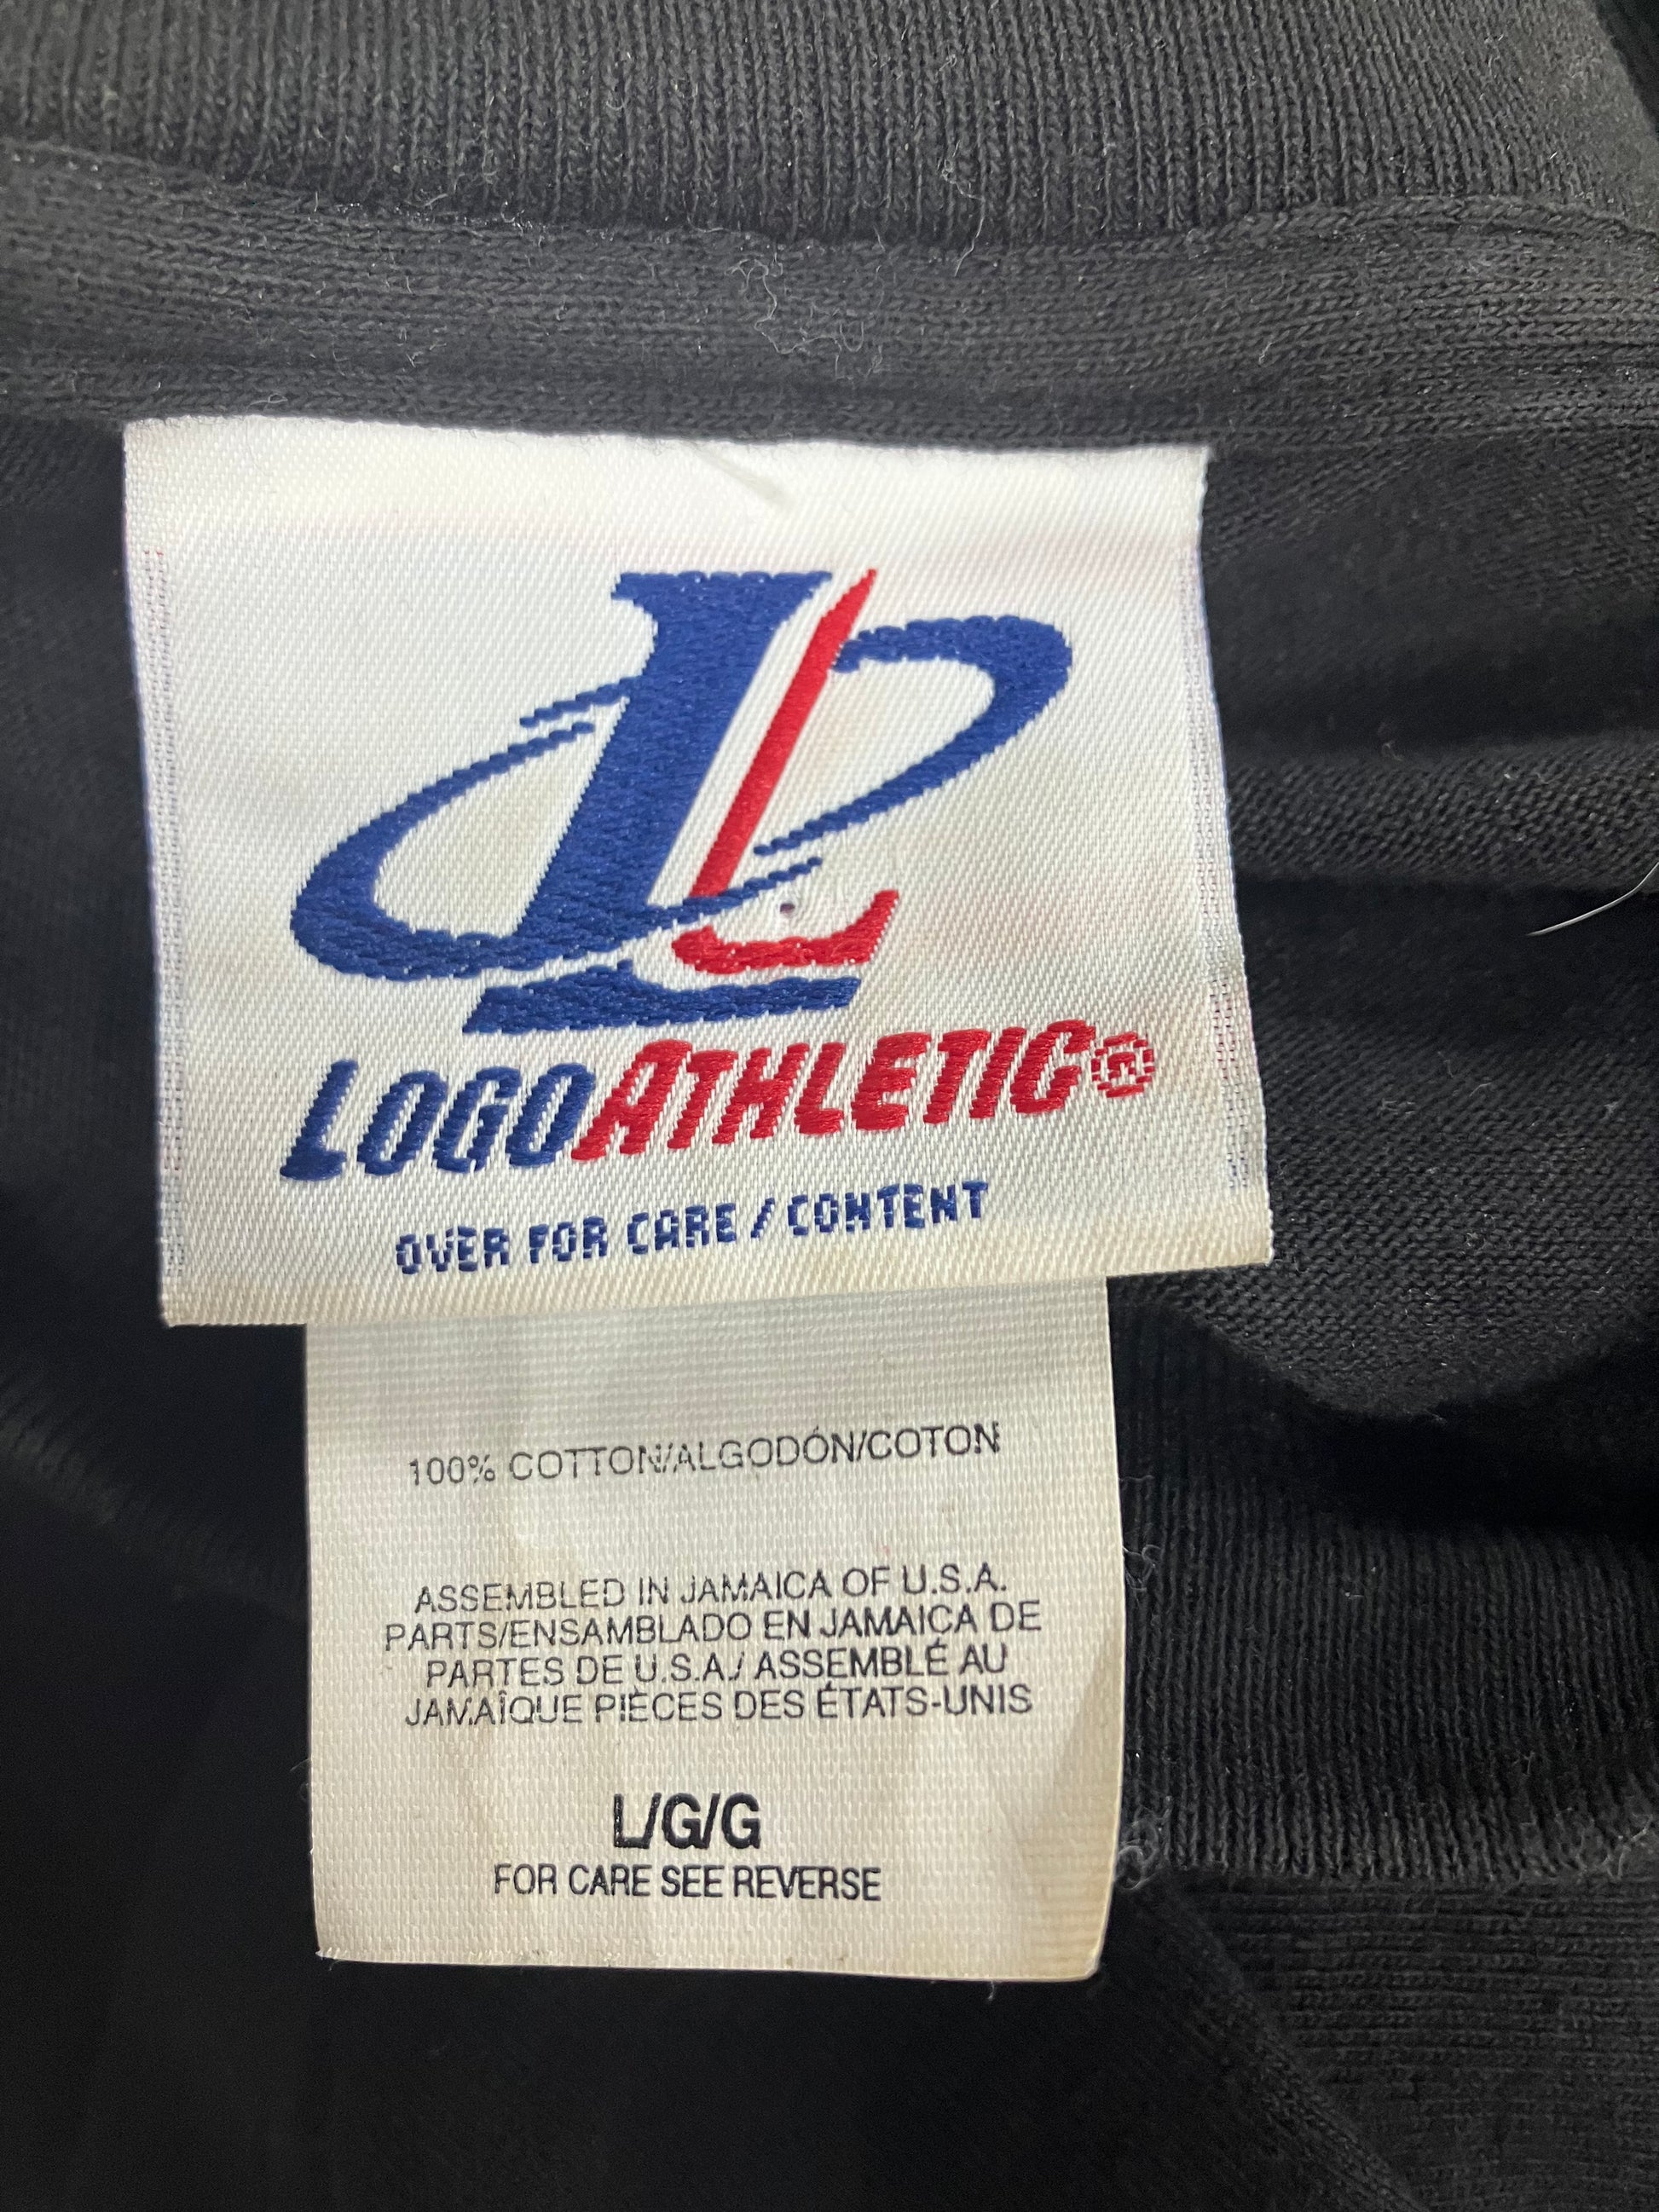 LOGOATHLETIC®
OVER FOR CARE / CONTENT
100% COTTON/ALGODÓN/COTON
ASSEMBLED IN JAMAICA OF U.S.A.
PARTS/ENSAMBLADO EN JAMAICA DE
PARTES DE U.S.A./ ASSEMBLÉ AU
JAMAÎQUE PIÈCES DES ÉTATS-UNIS
L/G/G
FOR CARE SEE REVERSE